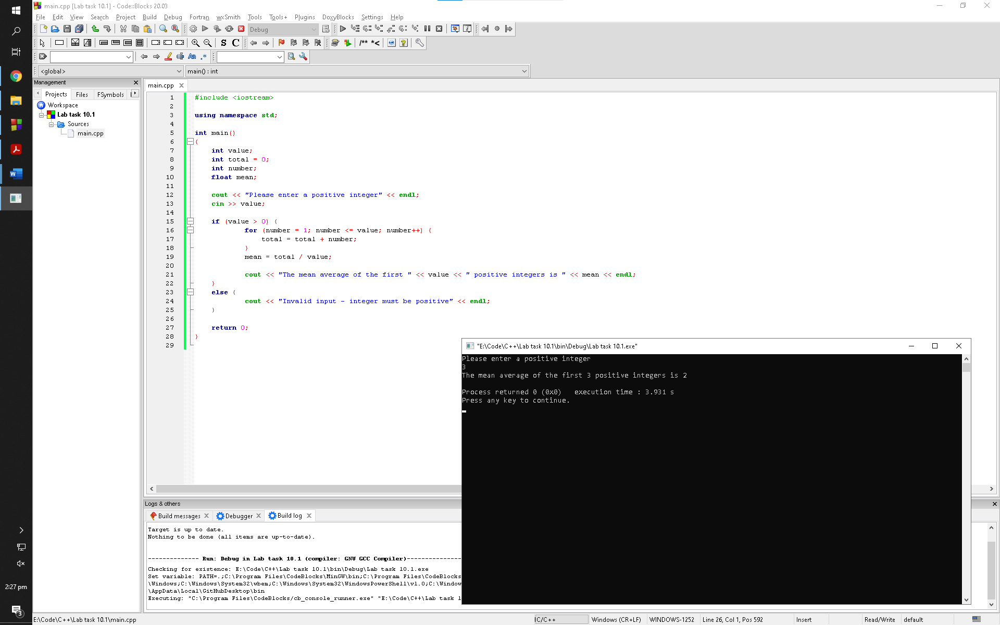 main.cpp [Lab task 10.1] - Code::Blocks 20.03
File Edit View Search Project Build Debug Fortran wxSmith Tools Tools+ Plugins DoxyBlocks Settings Help
Debug
S C /** *<
Aa .*
<global> main() : int
Management
Projects Files FSymbols
Workspace
Lab task 10.1
Sources
main.cpp
main.cpp
1 #include <iostream>
2
3 using namespace std;
4
5 int main()
6 {
7 int value;
8 int total = 0;
9 int number;
10 float mean;
11
12 cout << "Please enter a positive integer" << endl;
13 cin >> value;
14
15 if (value > 0) {
16 for (number = 1; number <= value; number++) {
17 total = total + number;
18 }
19 mean = total / value;
20
21 cout << "The mean average of the first " << value << " positive integers is " << mean << endl;
22 }
23 else {
24 cout << "Invalid input - integer must be positive" << endl;
25 }
26
27 return 0;
28 }
29
"E:\Code\C++\Lab task 10.1\bin\Debug\Lab task 10.1.exe"
Please enter a positive integer
3
The mean average of the first 3 positive integers is 2
Process returned 0 (0x0) execution time : 3.931 s
Press any key to continue.
Logs & others
Build messages Debugger Build log
Target is up to date.
Nothing to be done (all items are up-to-date).
-------------- Run: Debug in Lab task 10.1 (compiler: GNU GCC Compiler)---------------
Checking for existence: E:\Code\C++\Lab task 10.1\bin\Debug\Lab task 10.1.exe
Set variable: PATH=.;C:\Program Files\CodeBlocks\MinGW\bin;C:\Program Files\CodeBlocks
\Windows;C:\Windows\System32\wbem;C:\Windows\System32\WindowsPowerShell\v1.0;C:\Window
\AppData\Local\GitHubDesktop\bin
Executing: "C:\Program Files\CodeBlocks/cb_console_runner.exe" "E:\Code\C++\Lab task 1
2:27 pm
3
E:\Code\C++\Lab task 10.1\main.cpp C/C++ Windows (CR+LF) WINDOWS-1252 Line 26, Col 1, Pos 592 Insert Read/Write default